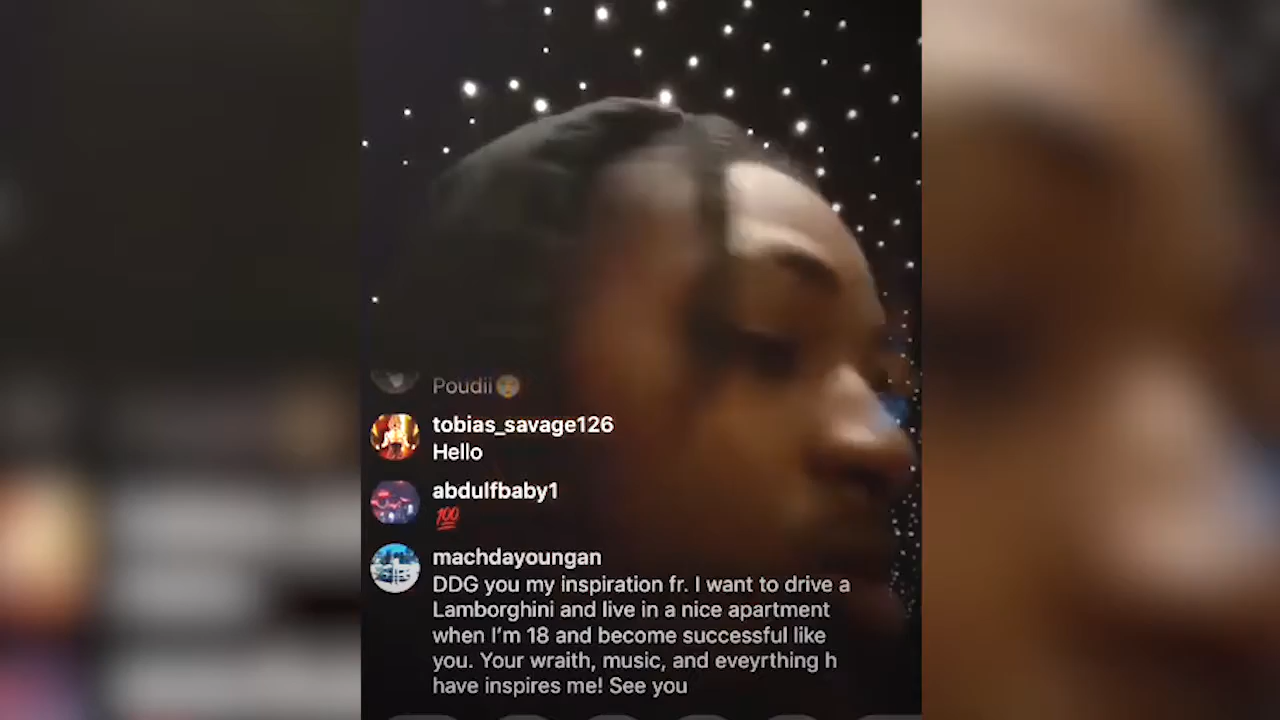 Poudii😴
tobias_savage126
Hello
abdulfbaby1
💯
machdayoungan
DDG you my inspiration fr. I want to drive a
Lamborghini and live in a nice apartment
when I'm 18 and become successful like
you. Your wraith, music, and eveyrthing h
have inspires me! See you